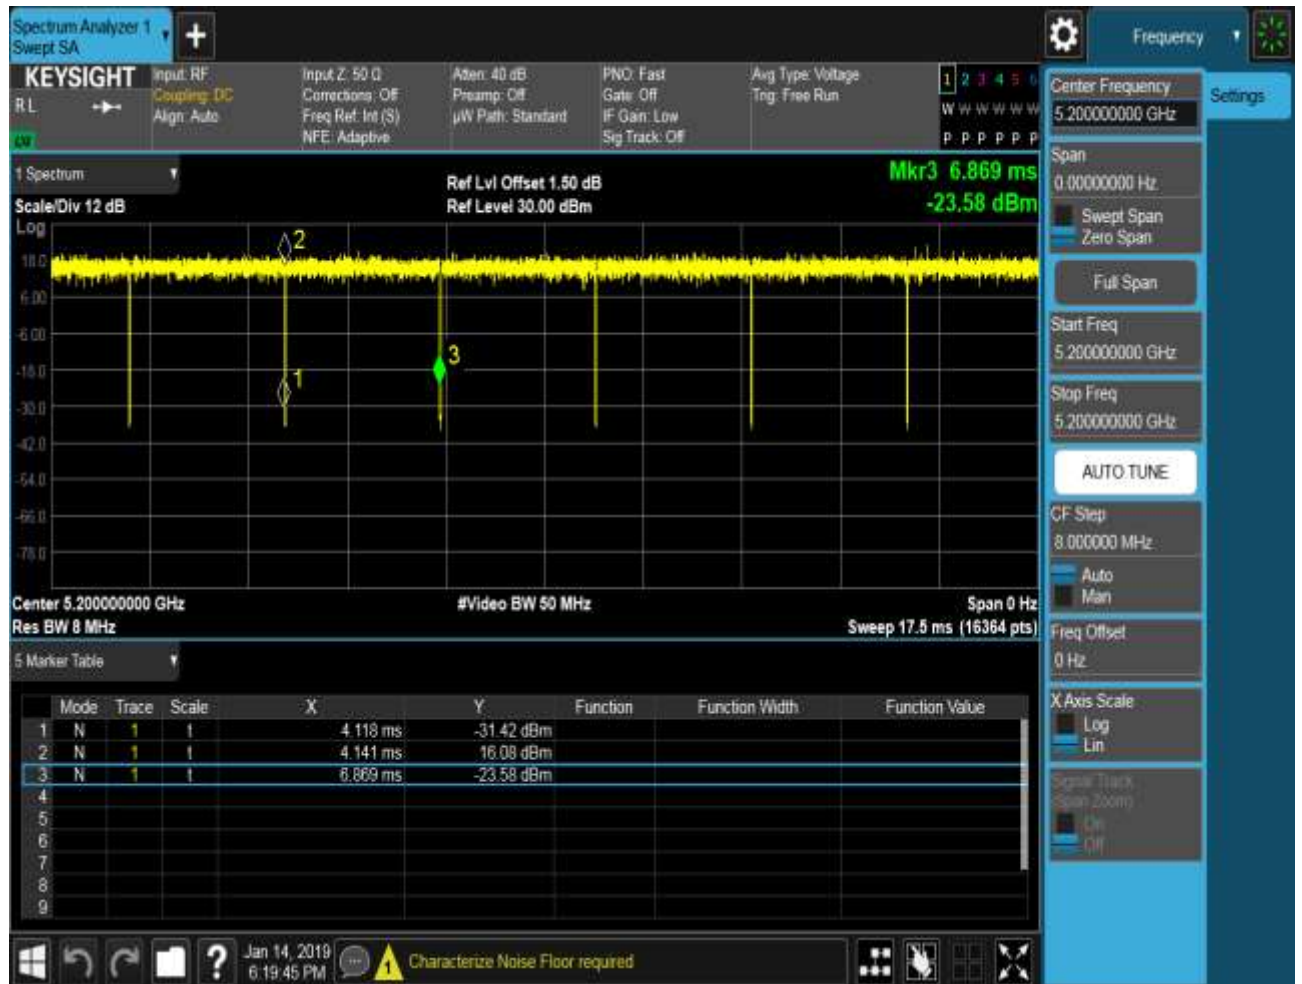 Spectrum Analyzer 1
Swept SA
+
Frequency
KEYSIGHT
RL
Input: RF
Coupling: DC
Align: Auto
Input Z: 50 Ω
Corrections: Off
Freq Ref: Int (S)
NFE: Adaptive
Atten: 40 dB
Preamp: Off
µW Path: Standard
PNO: Fast
Gate: Off
IF Gain: Low
Sig Track: Off
Avg Type: Voltage
Trig: Free Run
1 2 3 4 5 6
W W W W W W
P P P P P P
1 Spectrum
Scale/Div 12 dB
Log
Ref Lvl Offset 1.50 dB
Ref Level 30.00 dBm
Mkr3 6.869 ms
-23.58 dBm
18.0
6.00
-6.00
-18.0
-30.0
-42.0
-54.0
-66.0
-78.0
2
1
3
Center 5.200000000 GHz
Res BW 8 MHz
#Video BW 50 MHz
Span 0 Hz
Sweep 17.5 ms (16364 pts)
5 Marker Table
Mode Trace Scale X Y Function Function Width Function Value
1 N 1 t 4.118 ms -31.42 dBm
2 N 1 t 4.141 ms 16.08 dBm
3 N 1 t 6.869 ms -23.58 dBm
4
5
6
7
8
9
Jan 14, 2019
6:19:45 PM
1
Characterize Noise Floor required
Center Frequency
5.200000000 GHz
Settings
Span
0.00000000 Hz
Swept Span
Zero Span
Full Span
Start Freq
5.200000000 GHz
Stop Freq
5.200000000 GHz
AUTO TUNE
CF Step
8.000000 MHz
Auto
Man
Freq Offset
0 Hz
X Axis Scale
Log
Lin
Signal Track
(Span Zoom)
On
Off